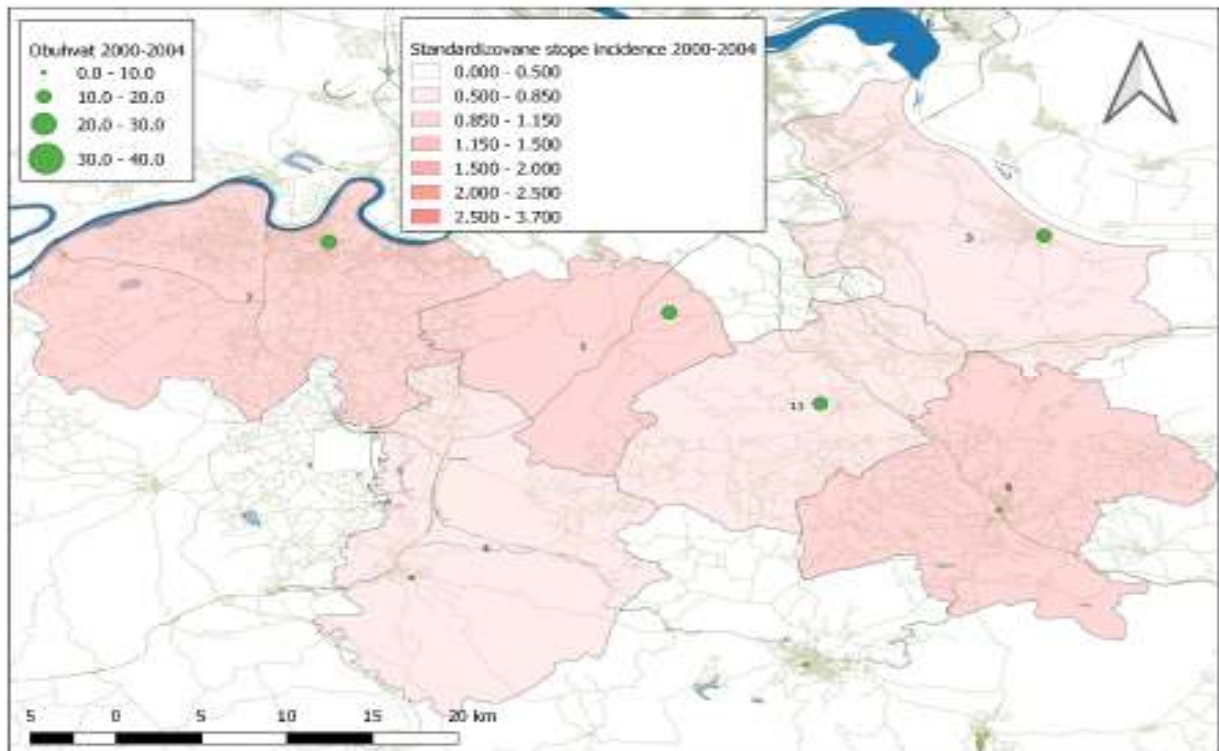 Obuhvat 2000-2004
0.0 - 10.0
10.0 - 20.0
20.0 - 30.0
30.0 - 40.0
Standardizovane stope incidence 2000-2004
0.000 - 0.500
0.500 - 0.850
0.850 - 1.150
1.150 - 1.500
1.500 - 2.000
2.000 - 2.500
2.500 - 3.700
11
5 0 5 10 15 20 km